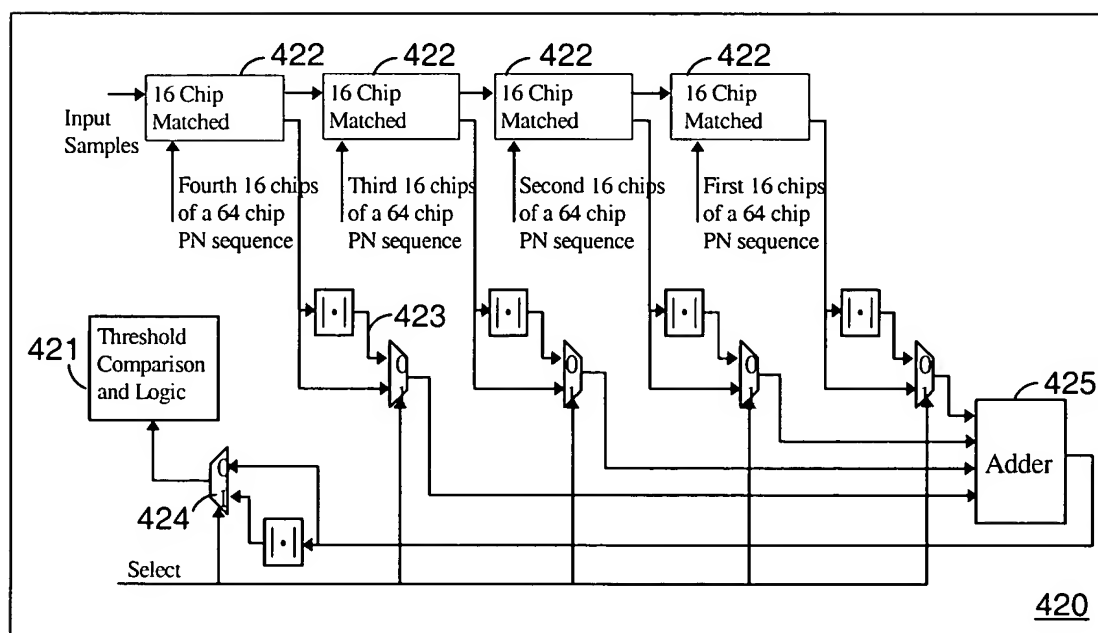 422
422
422
422
16 Chip
Matched
16 Chip
Matched
16 Chip
Matched
16 Chip
Matched
Input
Samples
Fourth 16 chips
of a 64 chip
PN sequence
Third 16 chips
of a 64 chip
PN sequence
Second 16 chips
of a 64 chip
PN sequence
First 16 chips
of a 64 chip
PN sequence
|•|
|•|
|•|
|•|
423
0
1
0
1
0
1
0
1
421
Threshold
Comparison
and Logic
425
Adder
0
1
424
|•|
Select
420